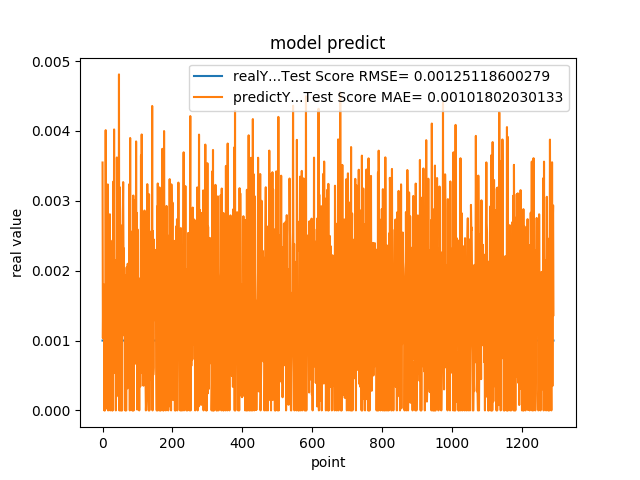 model predict
realY...Test Score RMSE= 0.00125118600279
predictY...Test Score MAE= 0.00101802030133
0.005
0.004
0.003
0.002
0.001
0.000
real value
0 200 400 600 800 1000 1200
point